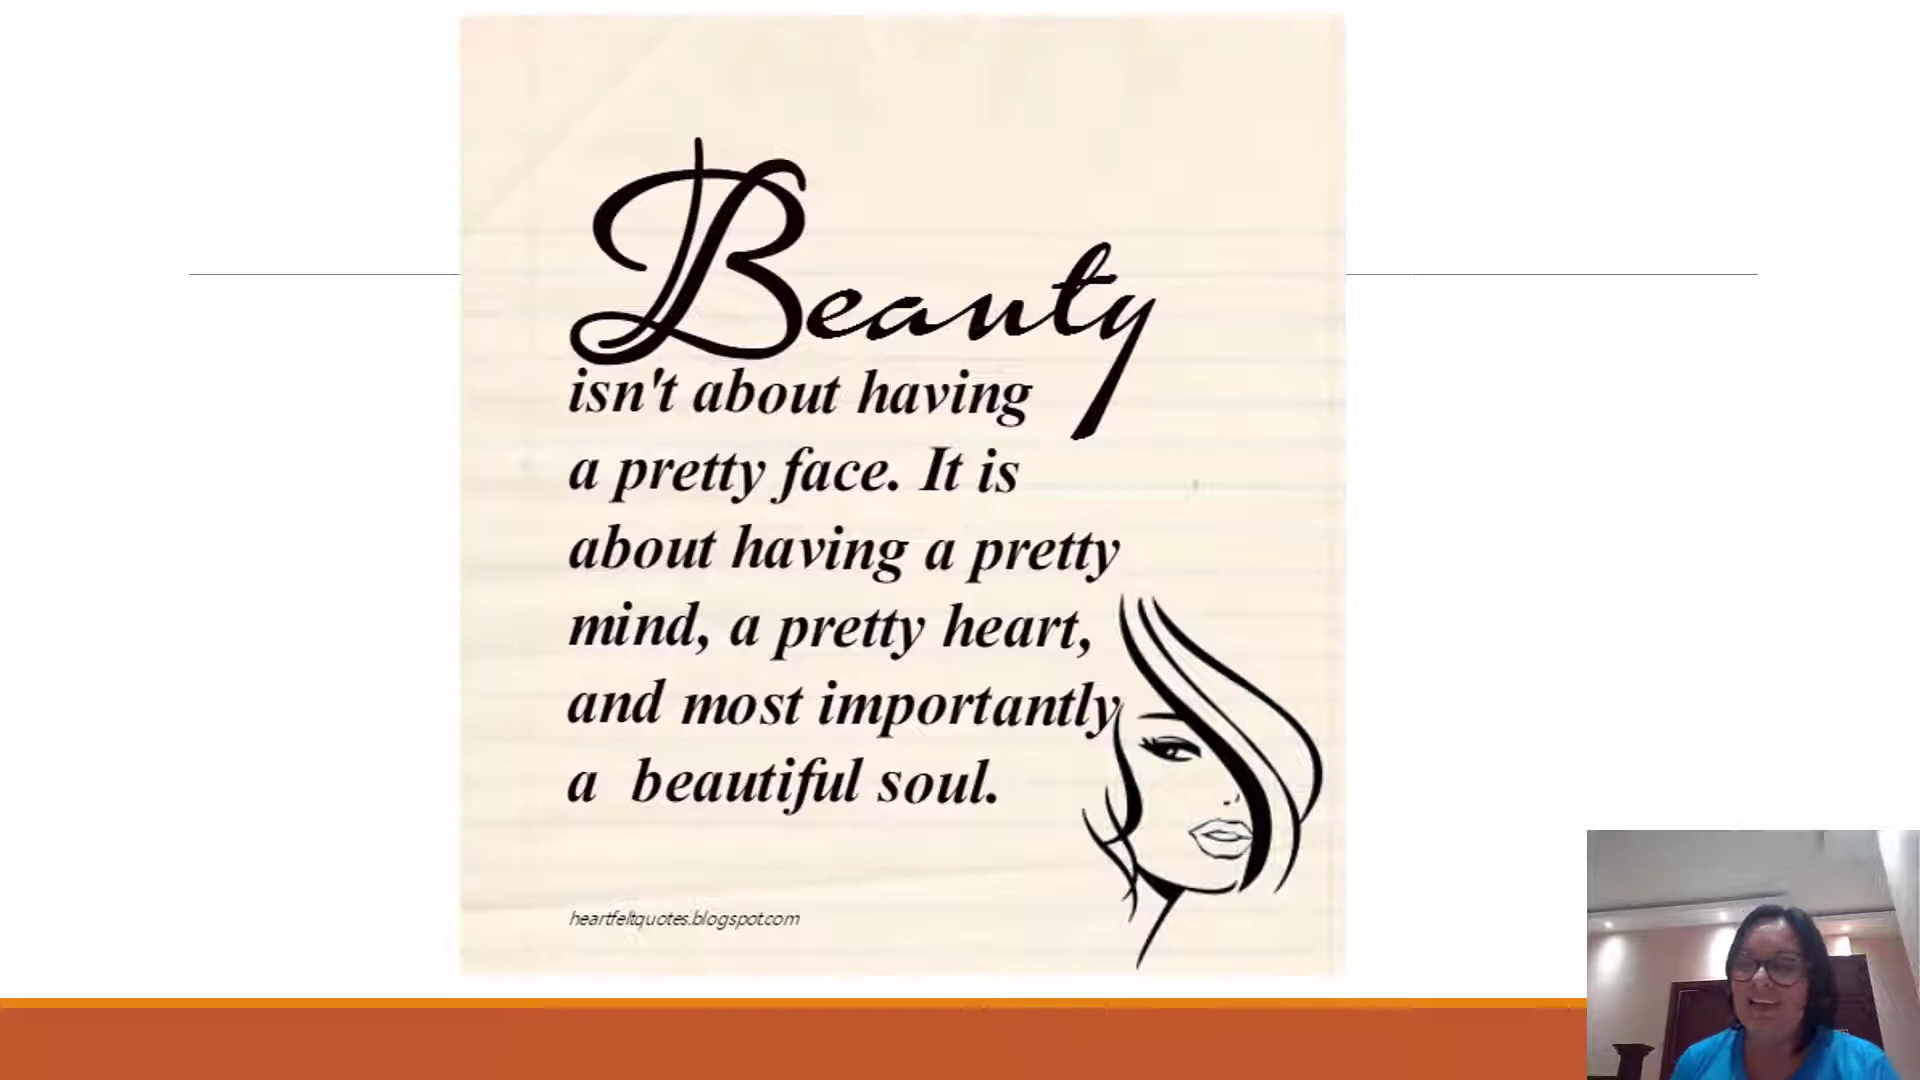 Beauty
isn't about having
a pretty face. It is
about having a pretty
mind, a pretty heart,
and most importantly
a beautiful soul.
heartfeltquotes.blogspot.com